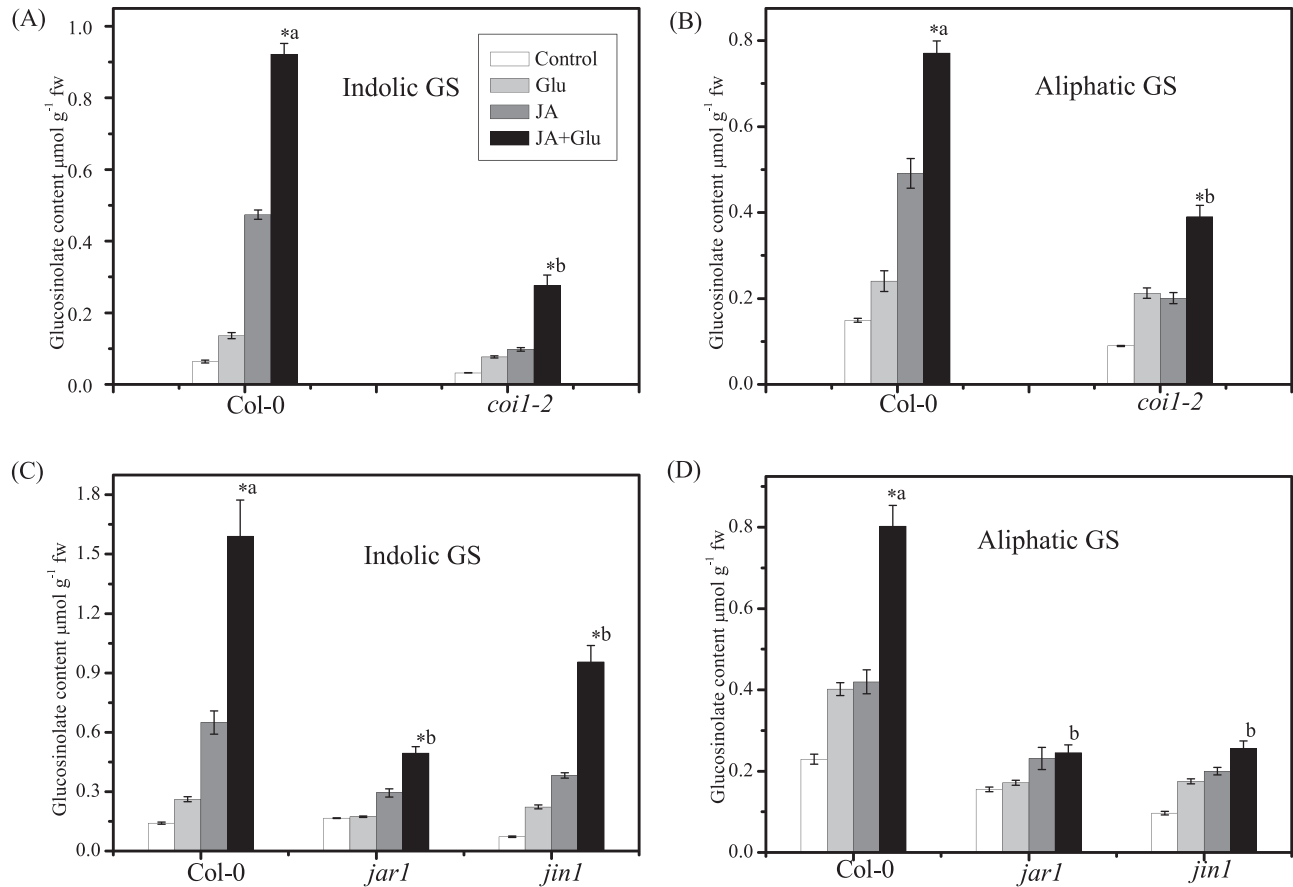 (A)
Glucosinolate content μmol g⁻¹ fw
1.0
0.8
0.6
0.4
0.2
0.0
Indolic GS
Control
Glu
JA
JA+Glu
*a
*b
Col-0
coi1-2
(B)
Glucosinolate content μmol g⁻¹ fw
0.8
0.6
0.4
0.2
0.0
Aliphatic GS
*a
*b
Col-0
coi1-2
(C)
Glucosinolate content μmol g⁻¹ fw
1.8
1.5
1.2
0.9
0.6
0.3
0.0
Indolic GS
*a
*b
*b
Col-0
jar1
jin1
(D)
Glucosinolate content μmol g⁻¹ fw
0.8
0.6
0.4
0.2
0.0
Aliphatic GS
*a
b
b
Col-0
jar1
jin1